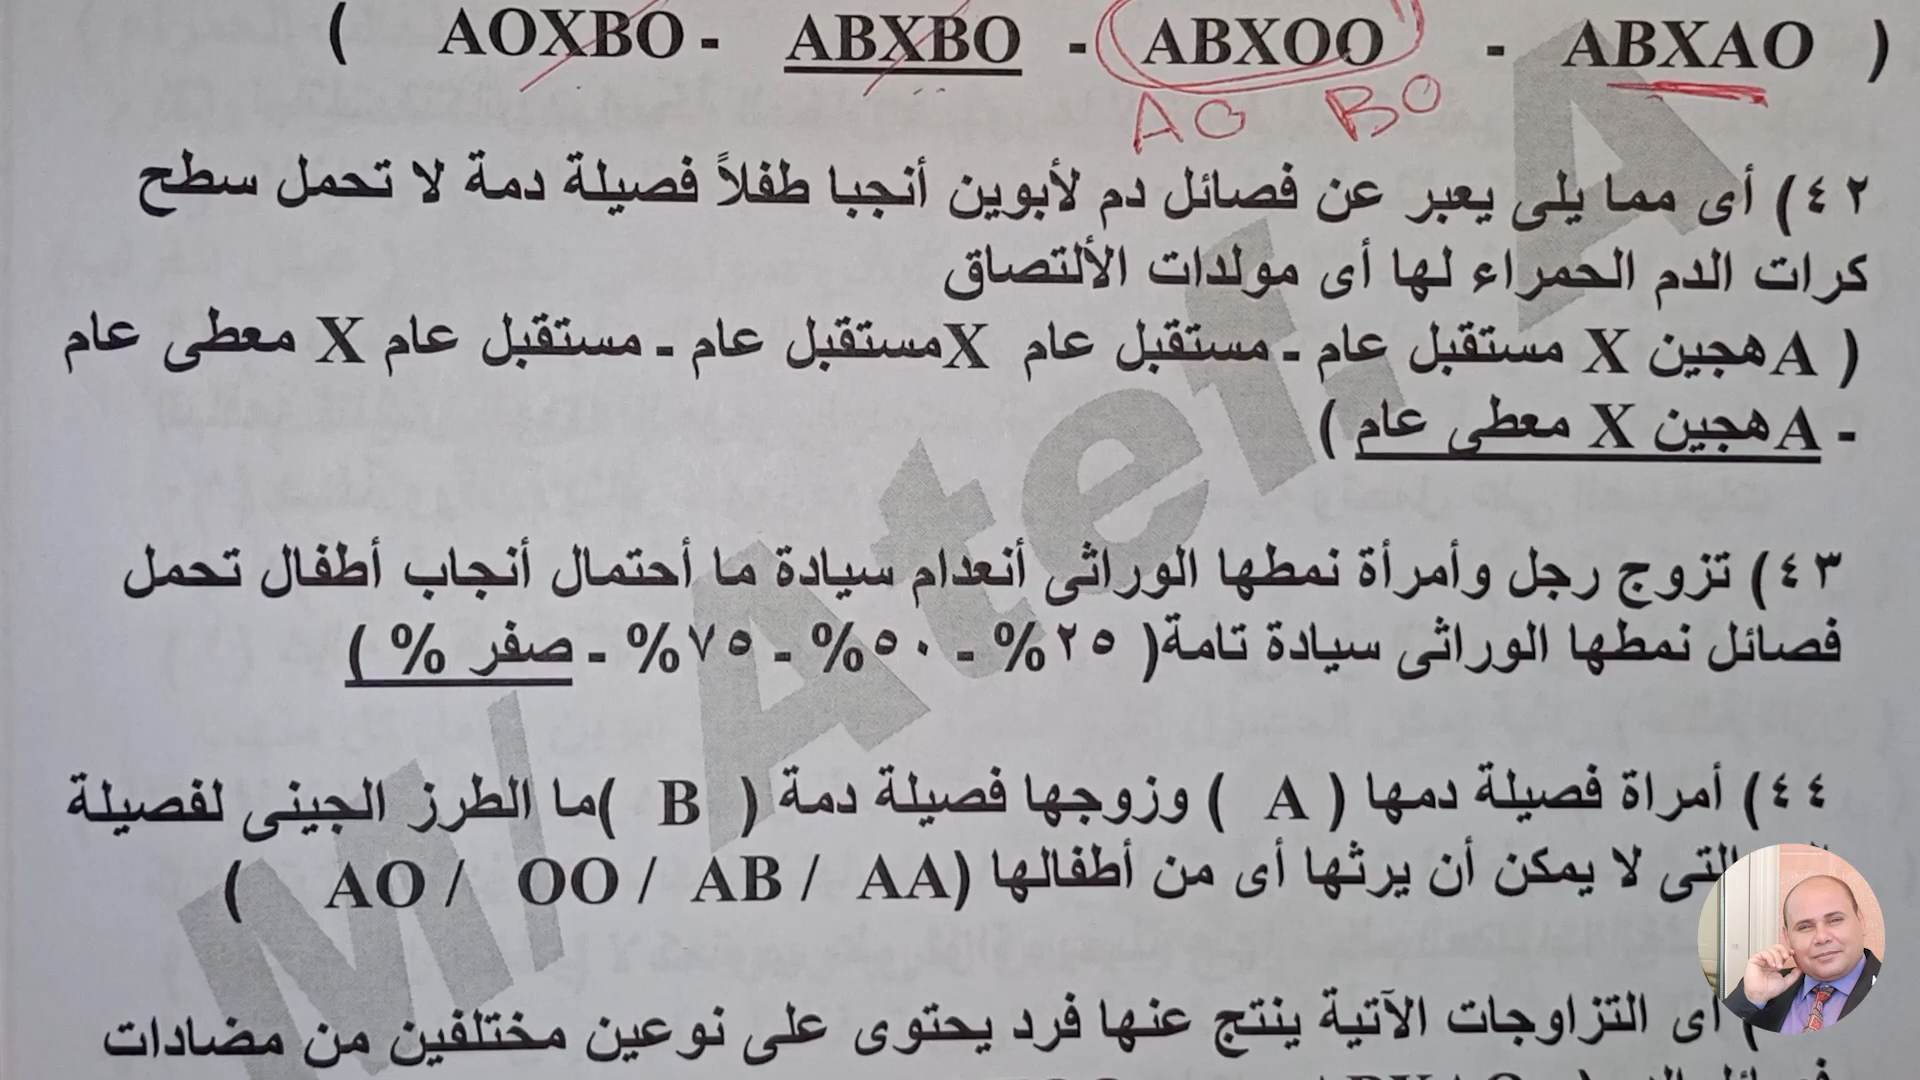 ( AOXBO - ABXBO - ABXOO - ABXAO )
AO BO
٤٢) أى مما يلى يعبر عن فصائل دم لأبوين أنجبا طفلاً فصيلة دمة لا تحمل سطح
كرات الدم الحمراء لها أى مولدات الألتصاق
( A هجين X مستقبل عام - مستقبل عام X مستقبل عام - مستقبل عام X معطى عام
- A هجين X معطى عام )
٤٣) تزوج رجل وأمرأة نمطها الوراثى أنعدام سيادة ما أحتمال أنجاب أطفال تحمل
فصائل نمطها الوراثى سيادة تامة( ٢٥% - ٥٠% - ٧٥% - صفر % )
٤٤) أمراة فصيلة دمها ( A ) وزوجها فصيلة دمة ( B )ما الطرز الجينى لفصيلة
التى لا يمكن أن يرثها أى من أطفالها (AO / OO / AB / AA )
) أى التزاوجات الآتية ينتج عنها فرد يحتوى على نوعين مختلفين من مضادات
M/ Atef. A